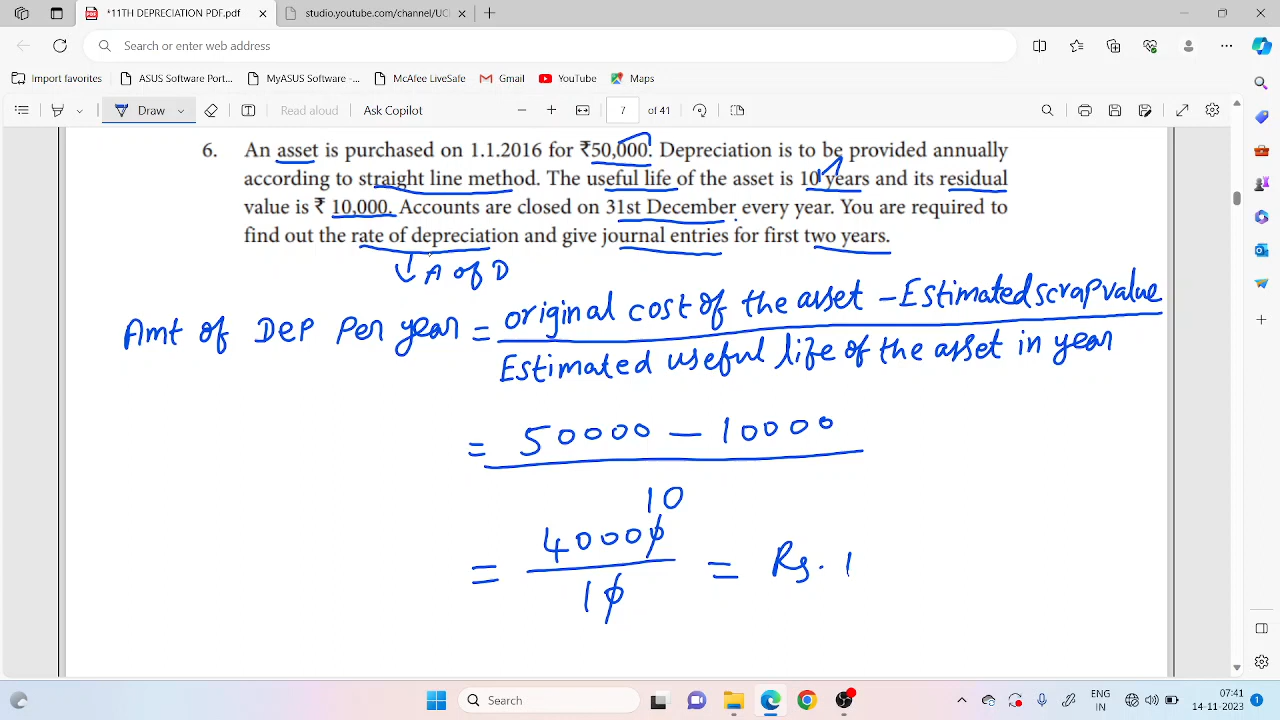 *11TH DEPRECIATION PDF.pdf
studio.youtube.com/channel/UC
Search or enter web address
Import favorites
ASUS Software Port...
MyASUS Software -...
McAfee LiveSafe
Gmail
YouTube
Maps
Draw
Read aloud
Ask Copilot
7 of 41
6. An asset is purchased on 1.1.2016 for ₹50,000. Depreciation is to be provided annually
according to straight line method. The useful life of the asset is 10 years and its residual
value is ₹ 10,000. Accounts are closed on 31st December every year. You are required to
find out the rate of depreciation and give journal entries for first two years.
A of D
Amt of Dep Per year = original cost of the asset - Estimated scrap value
Estimated useful life of the asset in year
= 50000 - 10000
10
= 40000 = Rs. 1
10
Search
ENG
IN
07:41
14-11-2023
1